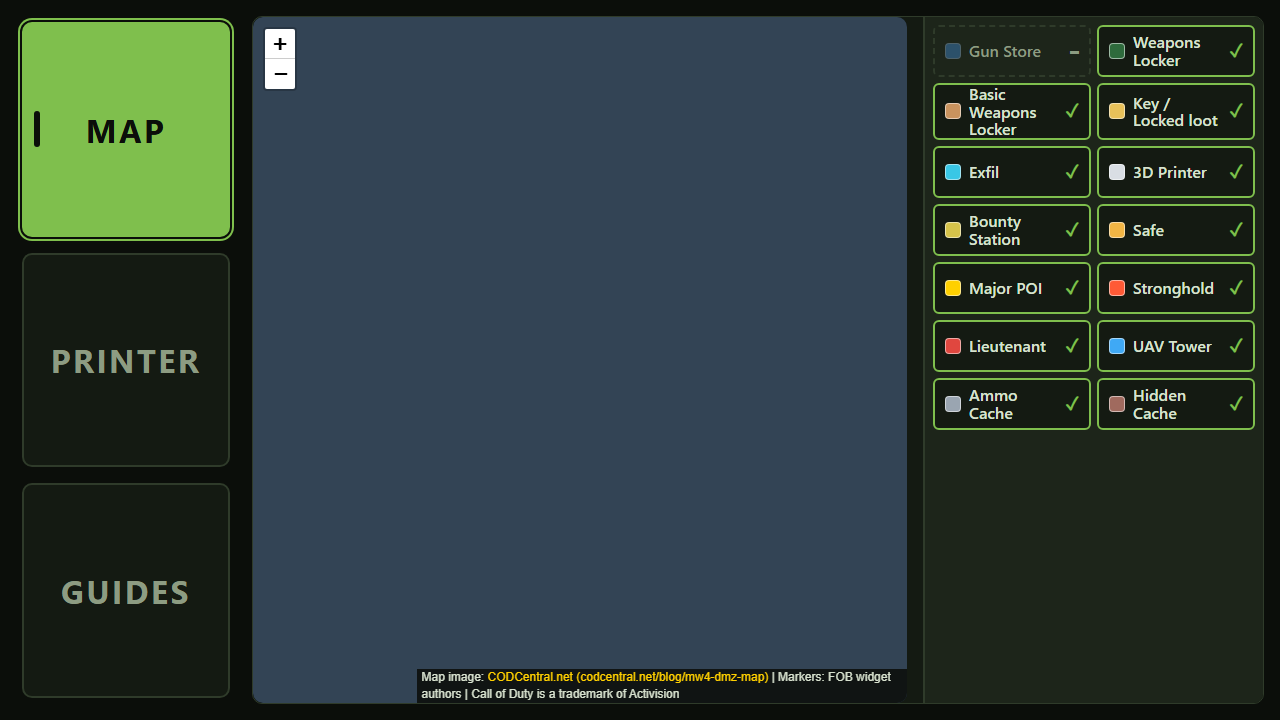 MAP
PRINTER
GUIDES
+
−
Map image: CODCentral.net (codcentral.net/blog/mw4-dmz-map) | Markers: FOB widget
authors | Call of Duty is a trademark of Activision
Gun Store
Weapons
Locker
Basic
Weapons
Locker
Key /
Locked loot
Exfil
3D Printer
Bounty
Station
Safe
Major POI
Stronghold
Lieutenant
UAV Tower
Ammo
Cache
Hidden
Cache